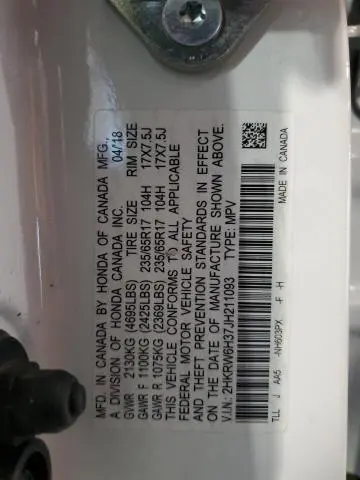 MFD. IN CANADA BY HONDA OF CANADA MFG.,
A DIVISION OF HONDA CANADA INC. 04/18
GVWR 2130KG (4695LBS) TIRE SIZE RIM SIZE
GAWR F 1100KG (2425LBS) 235/65R17 104H 17X7.5J
GAWR R 1075KG (2369LBS) 235/65R17 104H 17X7.5J
THIS VEHICLE CONFORMS TO ALL APPLICABLE
FEDERAL MOTOR VEHICLE SAFETY
AND THEFT PREVENTION STANDARDS IN EFFECT
ON THE DATE OF MANUFACTURE SHOWN ABOVE.
V.I.N.: 2HKRW6H37JH211093 TYPE: MPV
TLL J AA5 -NH603PX -F -H MADE IN CANADA